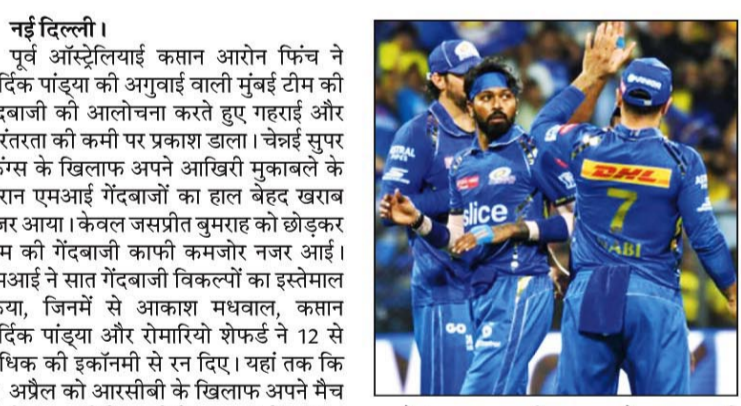 नई दिल्ली।
पूर्व ऑस्ट्रेलियाई कप्तान आरोन फिंच ने
र्दिक पांड्या की अगुवाई वाली मुंबई टीम की
दबाजी की आलोचना करते हुए गहराई और
रंतरता की कमी पर प्रकाश डाला। चेन्नई सुपर
ंग्स के खिलाफ अपने आखिरी मुकाबले के
रान एमआई गेंदबाजों का हाल बेहद खराब
जर आया। केवल जसप्रीत बुमराह को छोड़कर
म की गेंदबाजी काफी कमजोर नजर आई।
मआई ने सात गेंदबाजी विकल्पों का इस्तेमाल
या, जिनमें से आकाश मधवाल, कप्तान
र्दिक पांड्या और रोमारियो शेफर्ड ने 12 से
धिक की इकॉनमी से रन दिए। यहां तक कि
अप्रैल को आरसीबी के खिलाफ अपने मैच
slice
DHL
7
NABI
GO